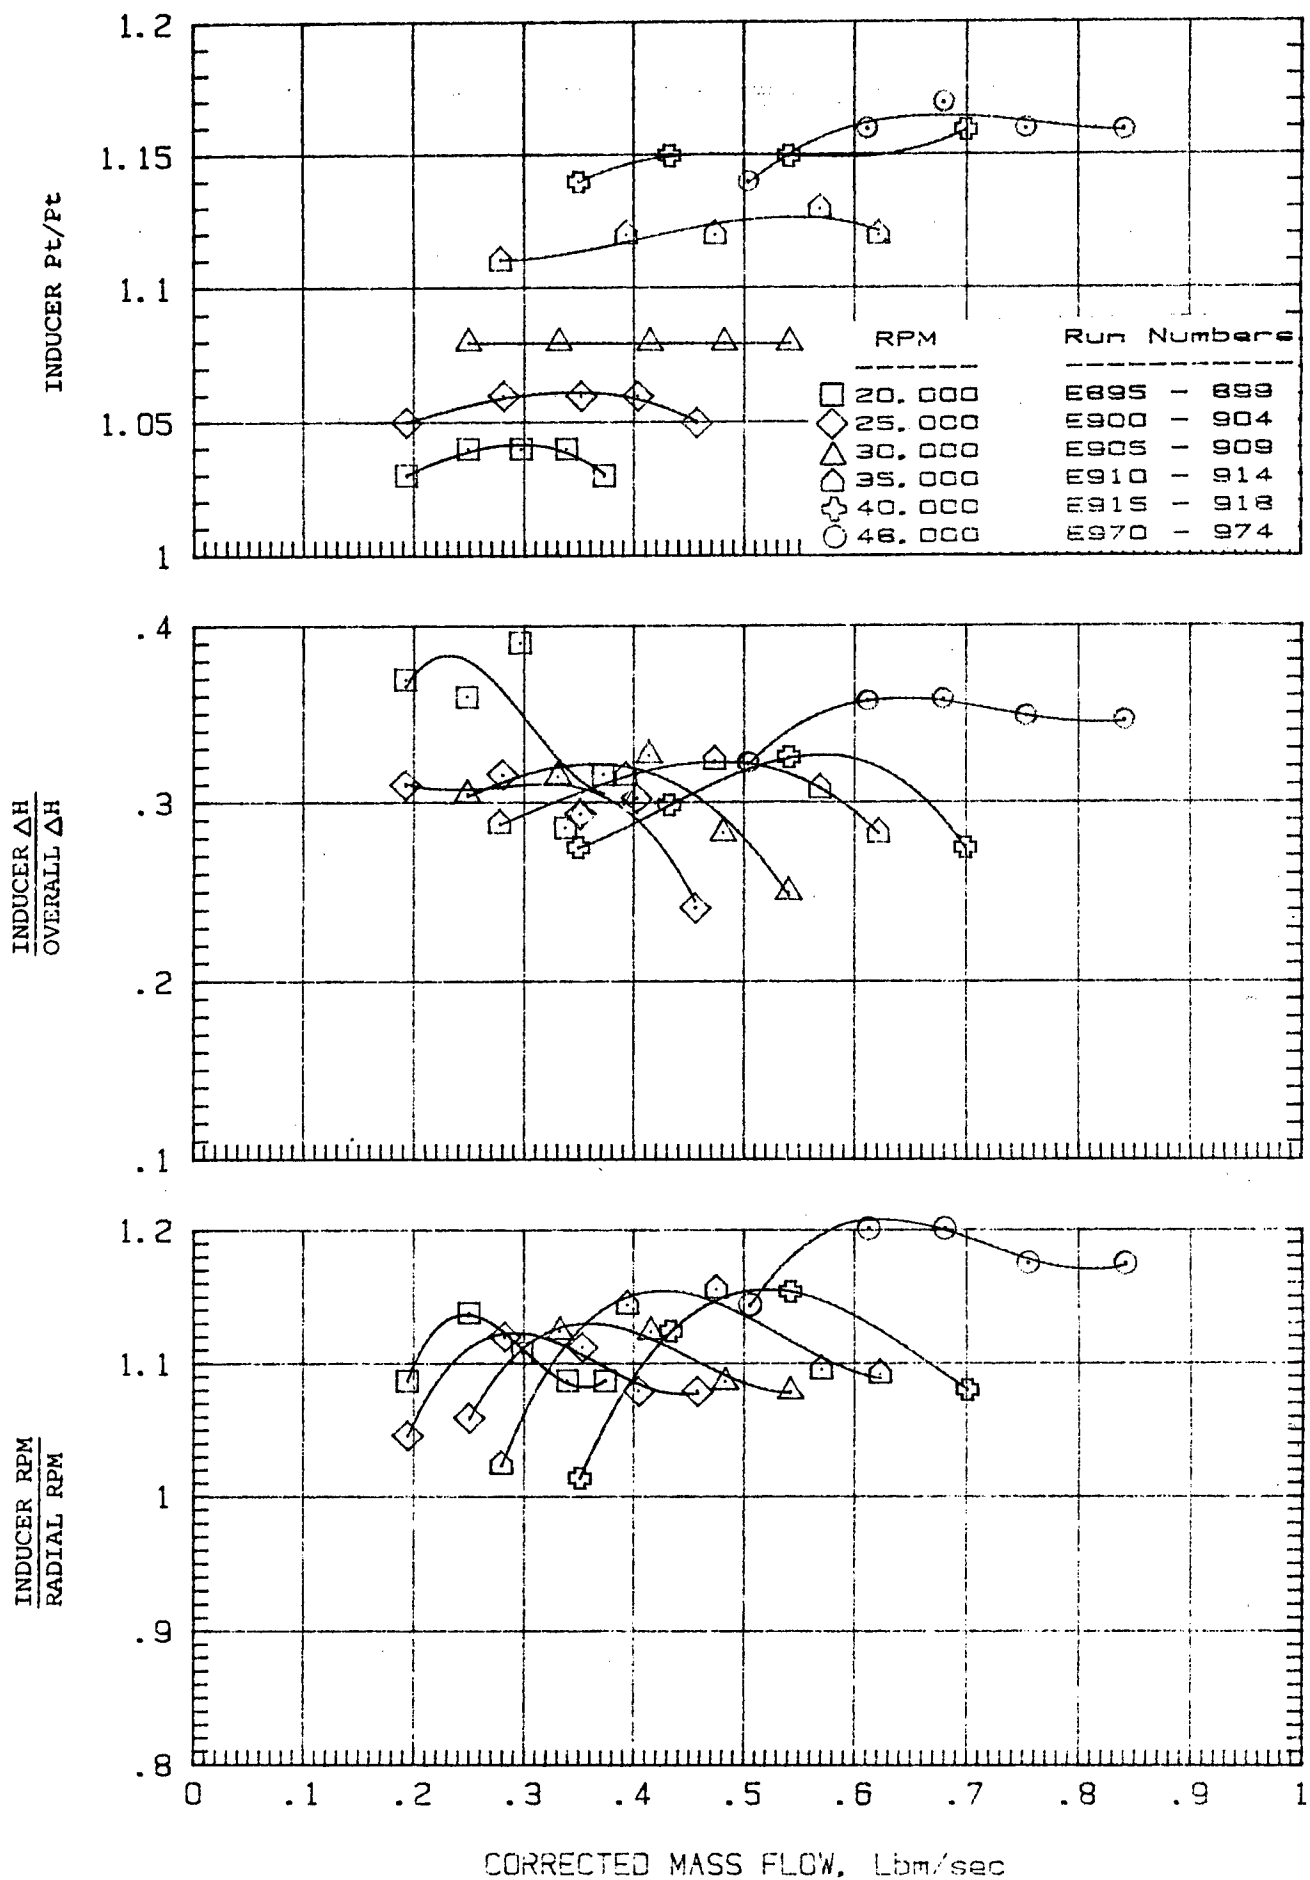 1.2
1.15
1.1
1.05
1
INDUCER Pt/Pt
RPM Run Numbers
20.000 E895 - 899
25.000 E900 - 904
30.000 E905 - 909
35.000 E910 - 914
40.000 E915 - 918
46.000 E970 - 974
.4
.3
.2
.1
INDUCER ΔH
OVERALL ΔH
1.2
1.1
1
.9
.8
INDUCER RPM
RADIAL RPM
0 .1 .2 .3 .4 .5 .6 .7 .8 .9 1
CORRECTED MASS FLOW, Lbm/sec